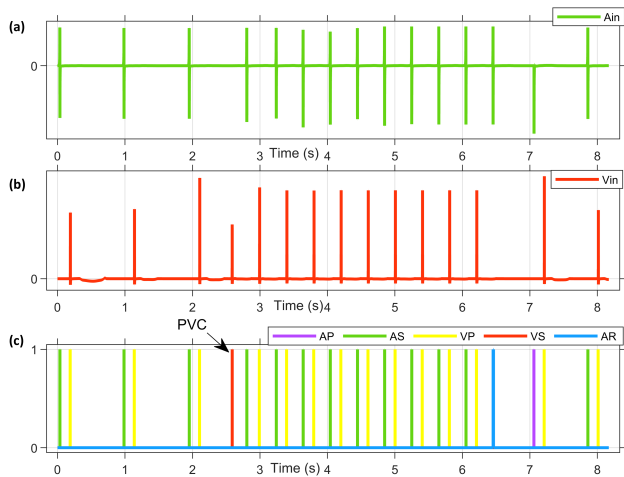 (a)
Ain
0
0 1 2 3 4 5 6 7 8
Time (s)
(b)
Vin
0
0 1 2 3 4 5 6 7 8
Time (s)
PVC
(c)
AP AS VP VS AR
1
0
0 1 2 3 4 5 6 7 8
Time (s)